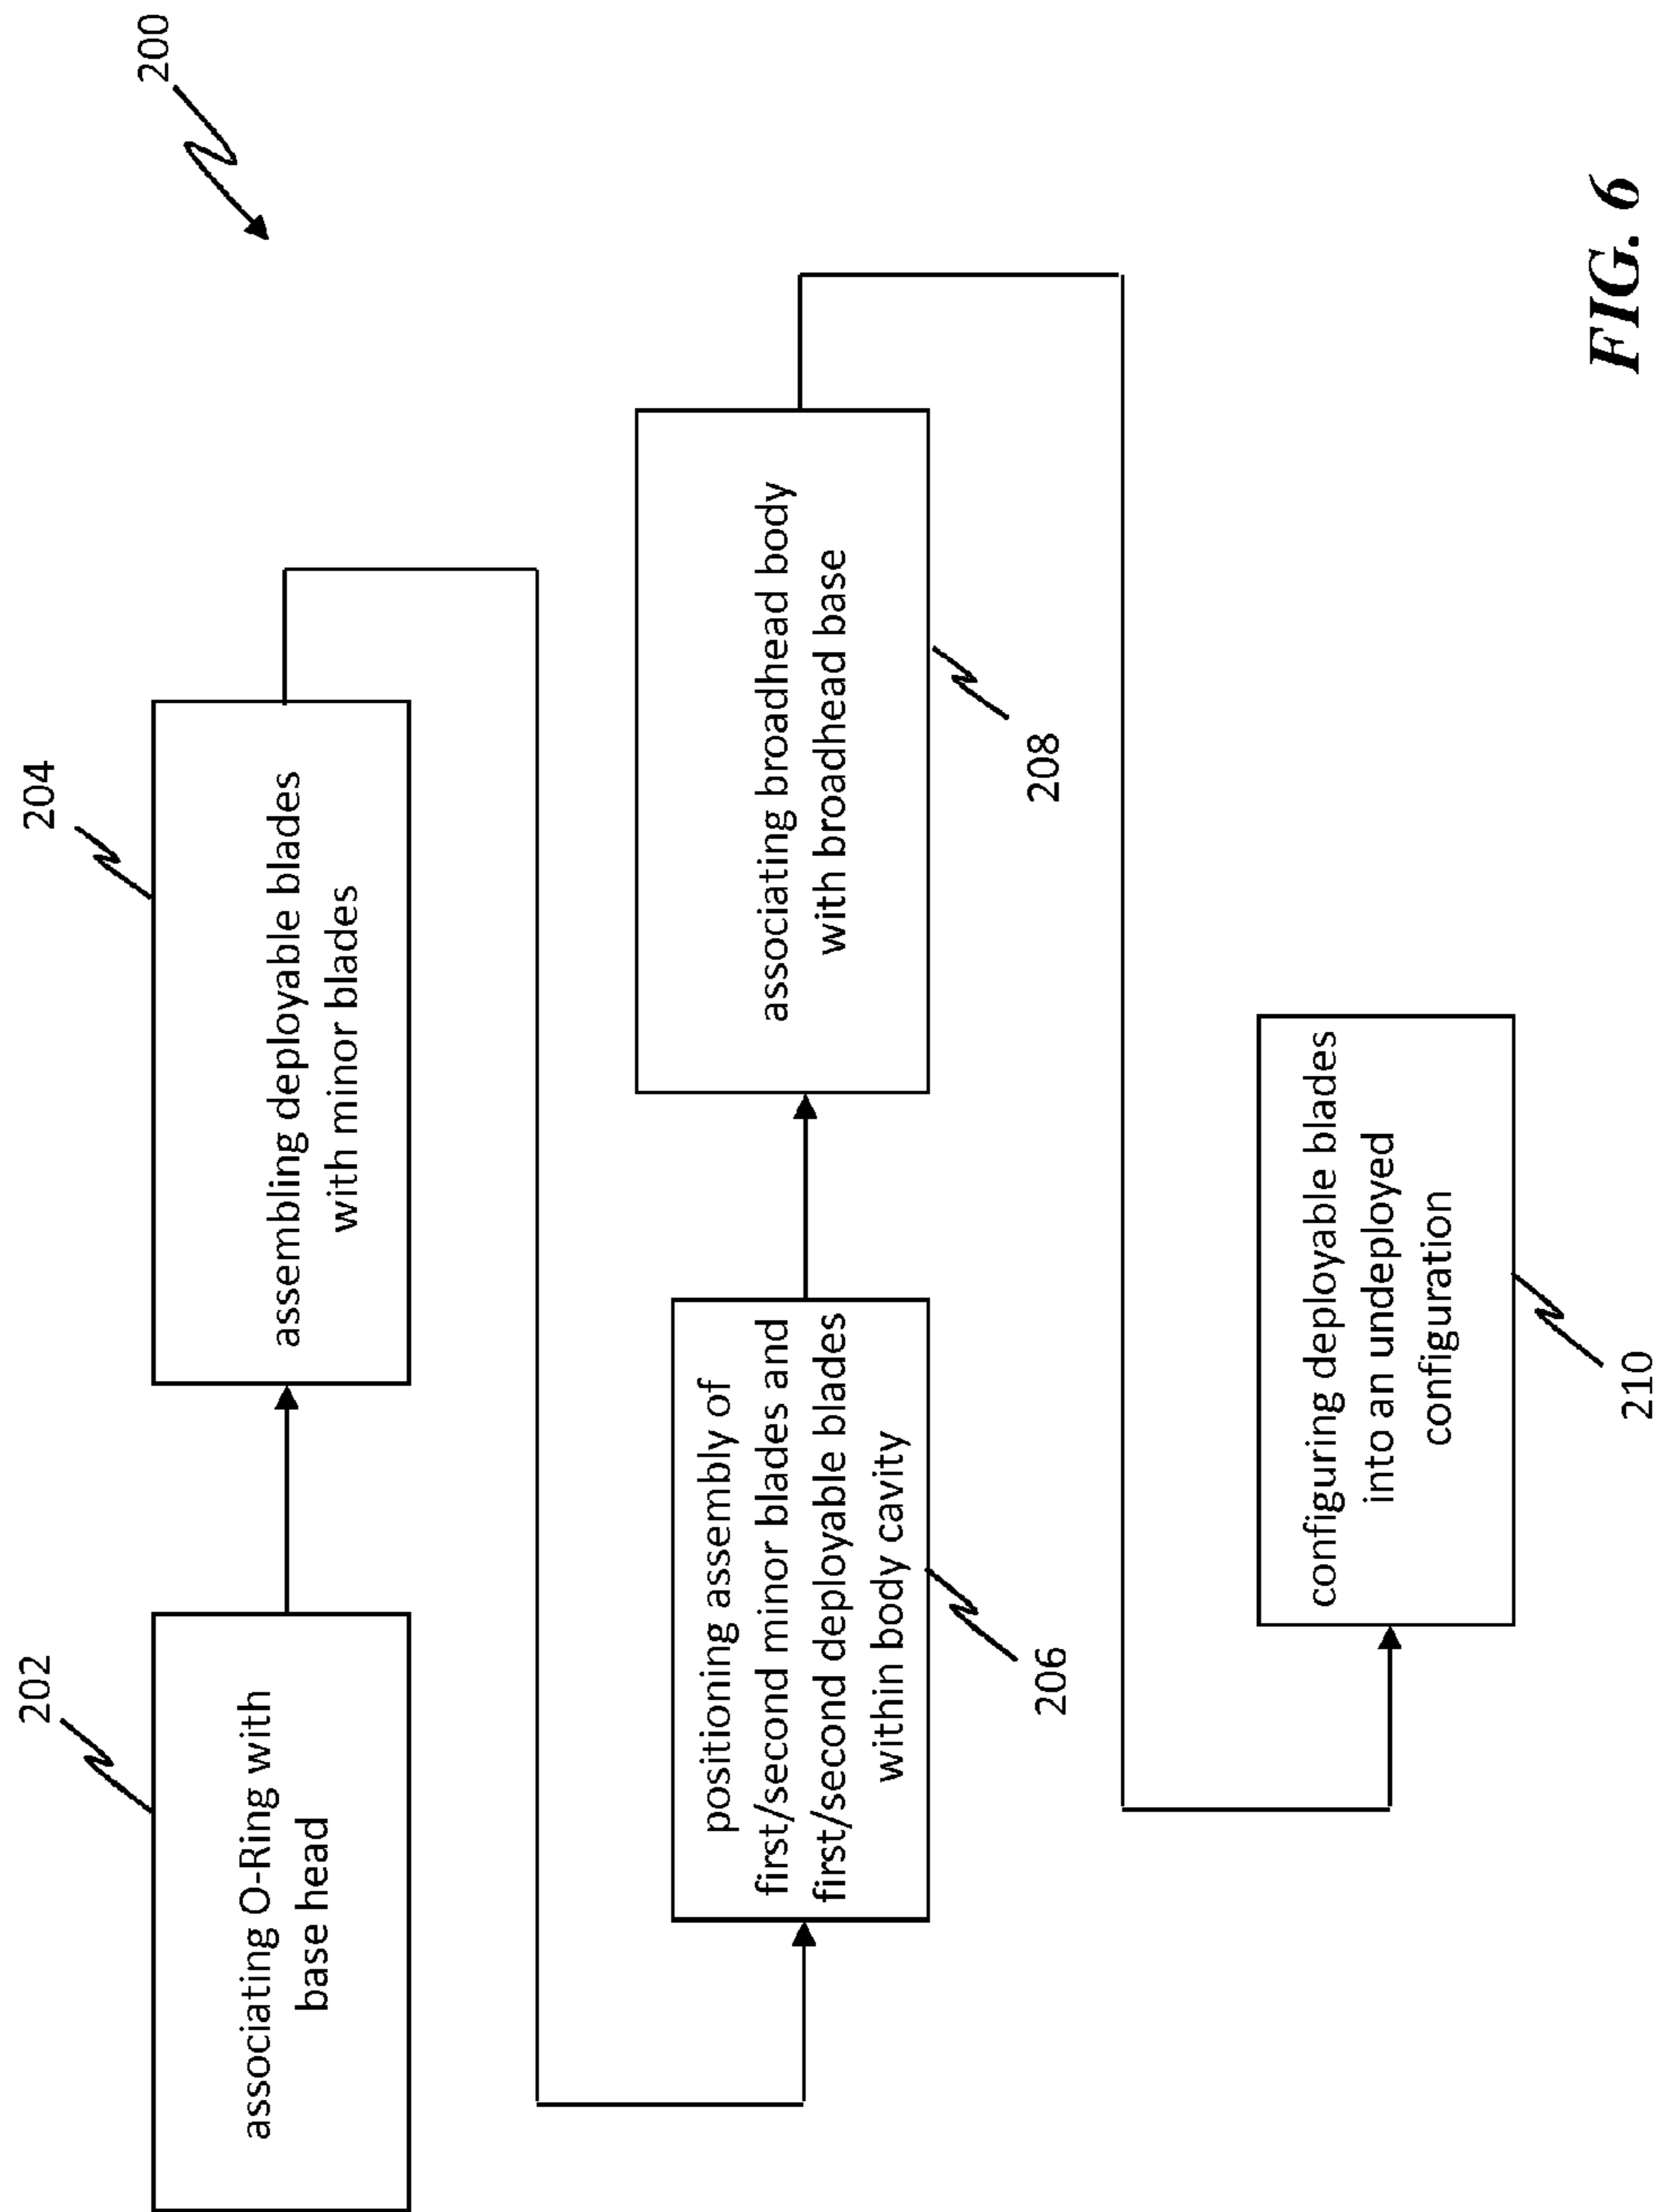 200
202
associating O-Ring with
base head
204
assembling deployable blades
with minor blades
positioning assembly of
first/second minor blades and
first/second deployable blades
within body cavity
206
associating broadhead body
with broadhead base
208
configuring deployable blades
into an undeployed
configuration
210
FIG. 6